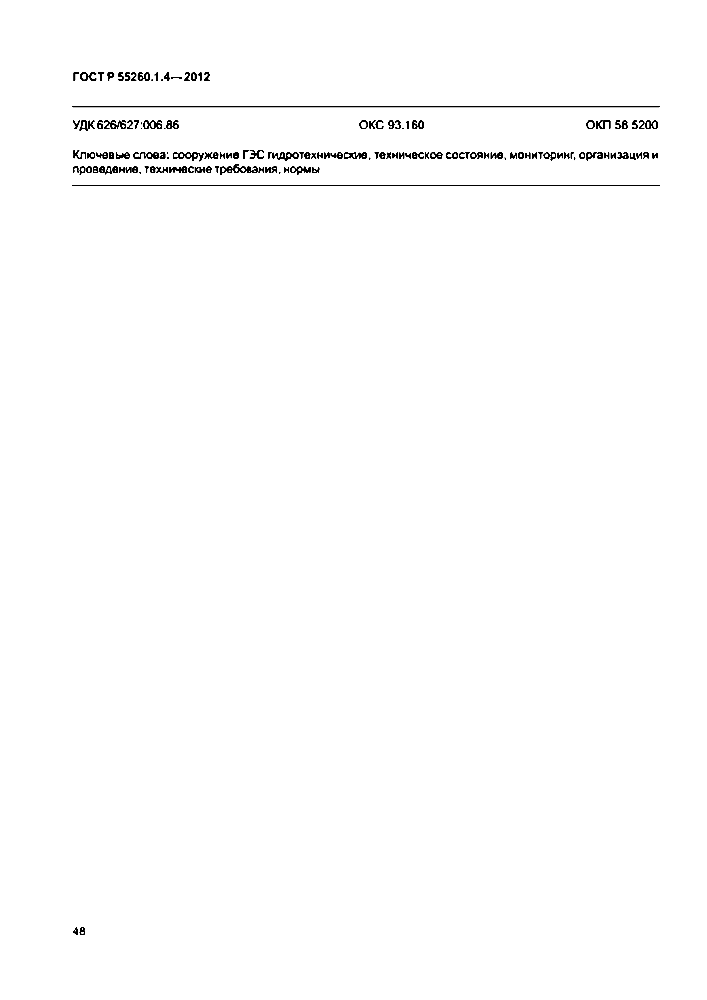 ГОСТ Р 55260.1.4—2012
УДК 626/627:006.86 ОКС 93.160 ОКП 58 5200
Ключевые слова: сооружение ГЭС гидротехнические, техническое состояние, мониторинг, организация и
проведение, технические требования, нормы
48